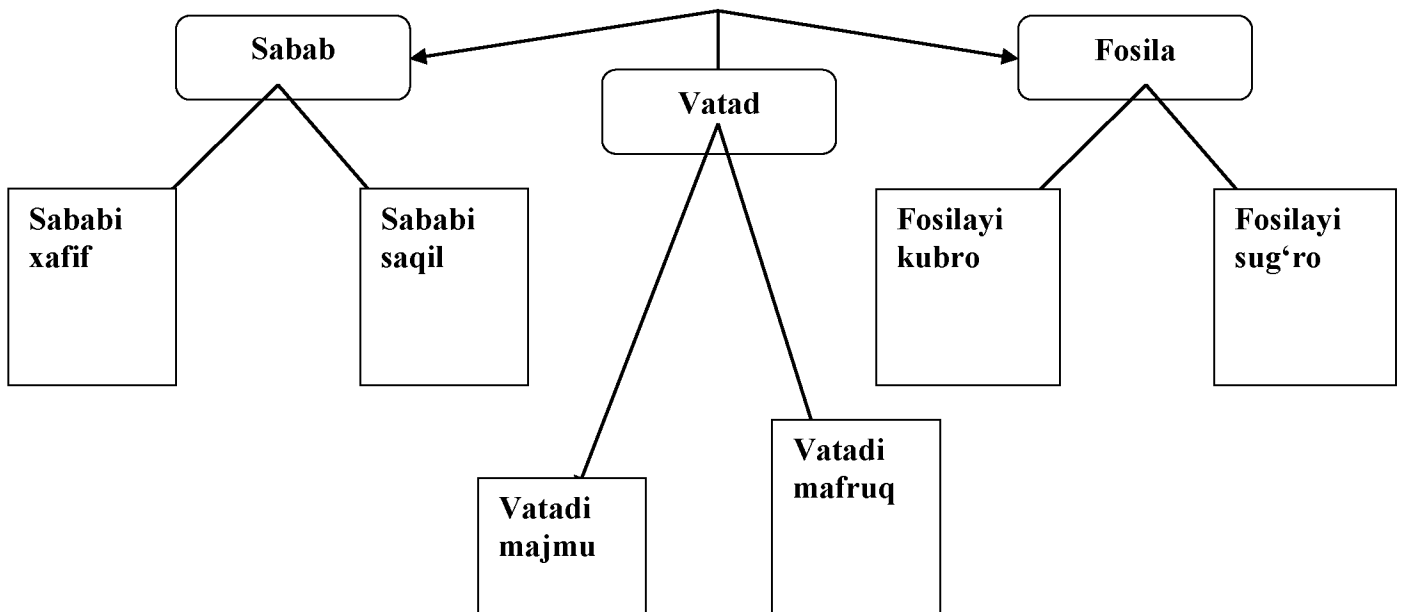 Sabab
Vatad
Fosila
Sababi
xafif
Sababi
saqil
Fosilayi
kubro
Fosilayi
sug‘ro
Vatadi
majmu
Vatadi
mafruq